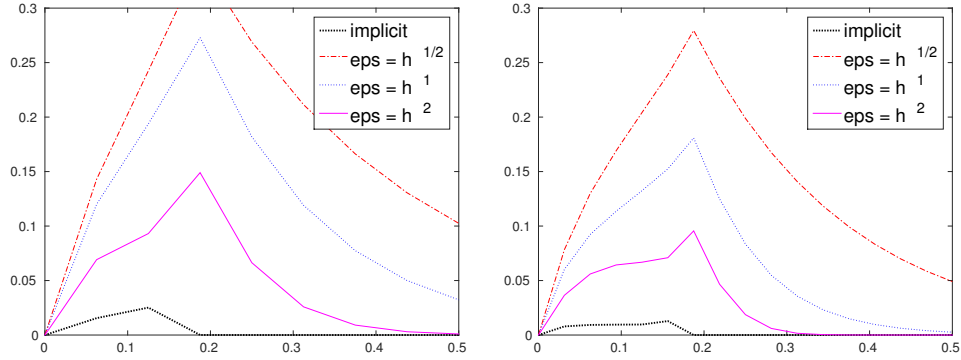 0.3
0.25
0.2
0.15
0.1
0.05
0
0 0.1 0.2 0.3 0.4 0.5
implicit
eps = h 1/2
eps = h 1
eps = h 2
0.3
0.25
0.2
0.15
0.1
0.05
0
0 0.1 0.2 0.3 0.4 0.5
implicit
eps = h 1/2
eps = h 1
eps = h 2